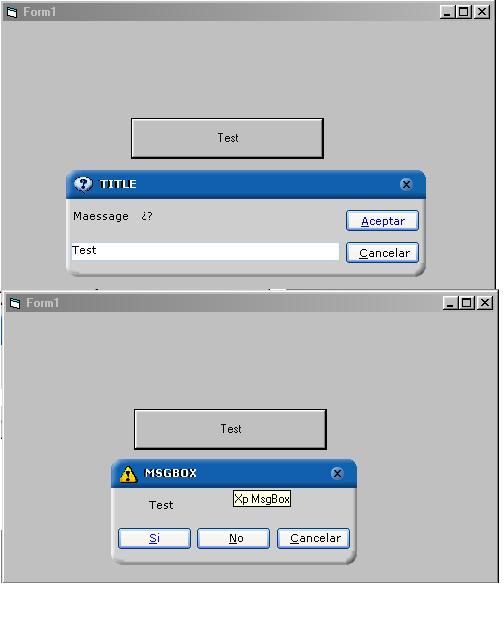 Form1
Test
TITLE
Maessage ¿?
Aceptar
Test
Cancelar
Form1
Test
MSGBOX
Test
Xp MsgBox
Si
No
Cancelar